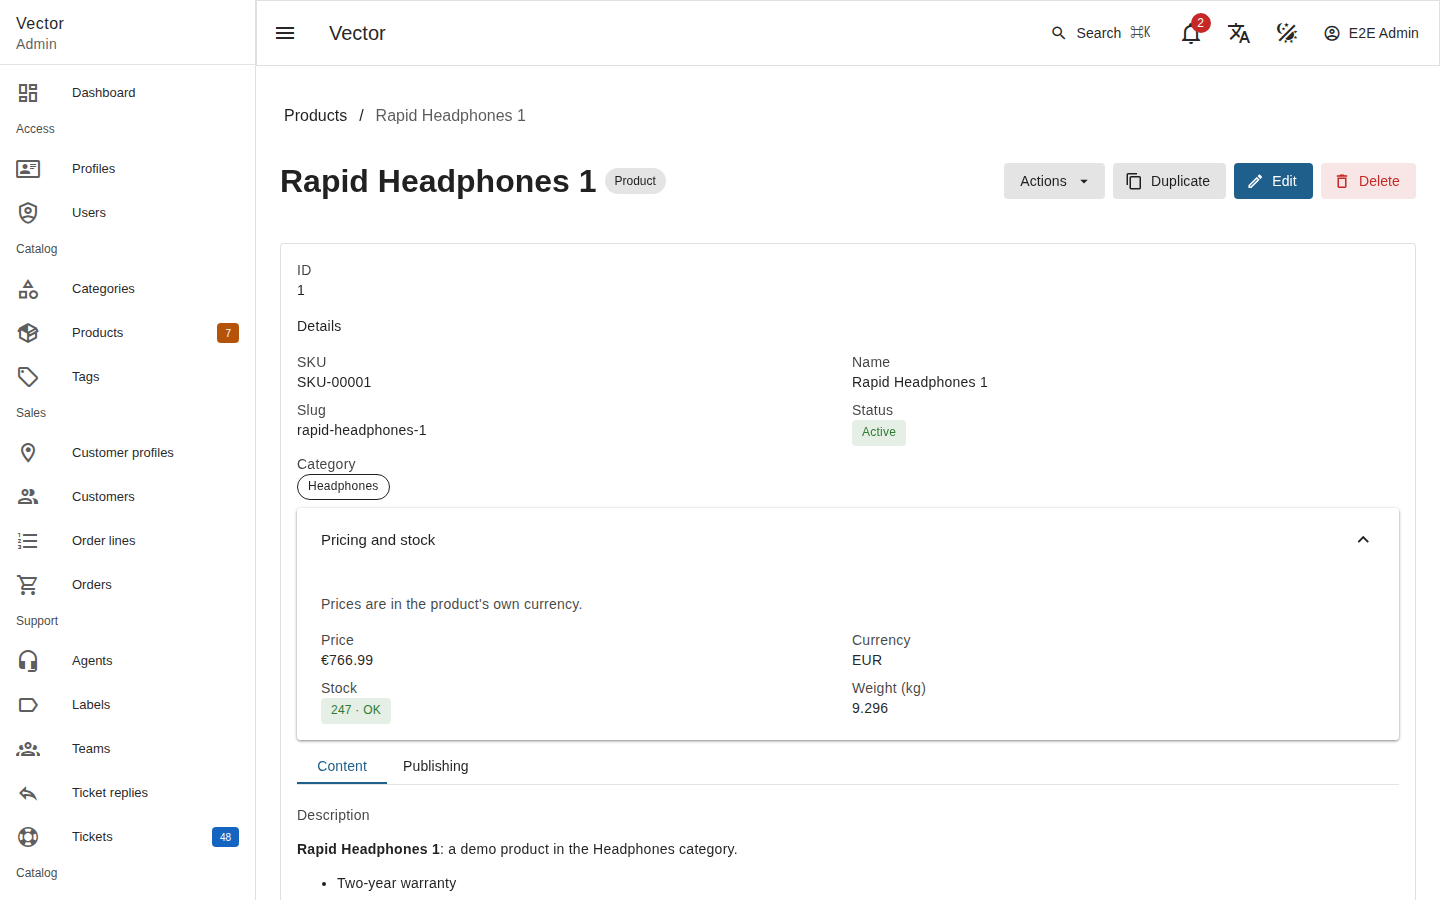 Vector
Admin
Dashboard
Access
Profiles
Users
Catalog
Categories
Products 7
Tags
Sales
Customer profiles
Customers
Order lines
Orders
Support
Agents
Labels
Teams
Ticket replies
Tickets 48
Catalog
Vector
Search ⌘K
2
E2E Admin
Products / Rapid Headphones 1
Rapid Headphones 1 Product
Actions Duplicate Edit Delete
ID
1
Details
SKU Name
SKU-00001 Rapid Headphones 1
Slug Status
rapid-headphones-1 Active
Category
Headphones
Pricing and stock
Prices are in the product's own currency.
Price Currency
€766.99 EUR
Stock Weight (kg)
247 · OK 9.296
Content Publishing
Description
Rapid Headphones 1: a demo product in the Headphones category.
• Two-year warranty